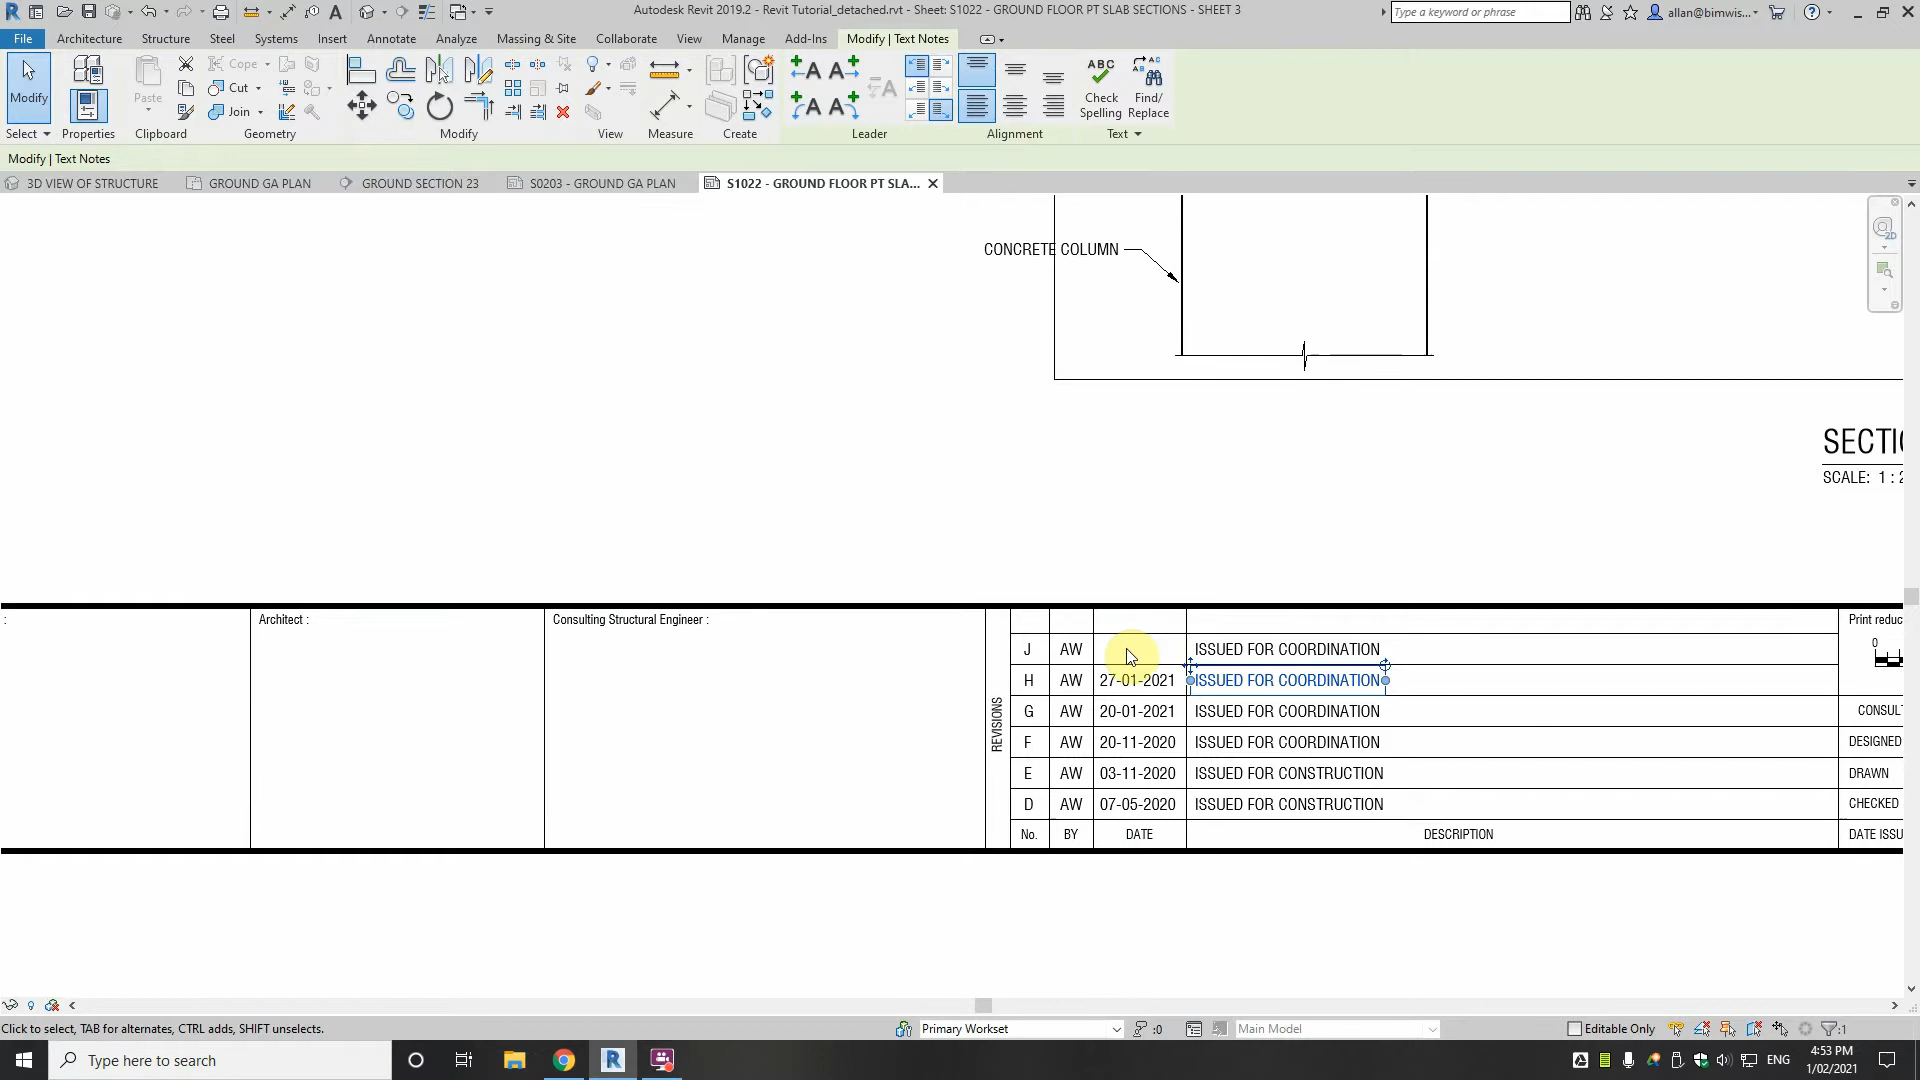 Autodesk Revit 2019.2 - Revit Tutorial_detached.rvt - Sheet: S1022 - GROUND FLOOR PT SLAB SECTIONS - SHEET 3
Type a keyword or phrase
allan@bimwis...
File Architecture Structure Steel Systems Insert Annotate Analyze View Massing & Site Collaborate View Manage Add-Ins Modify | Text Notes
Modify
Paste
Cope
Cut
Join
Check Spelling
Find/ Replace
Select Properties Clipboard Geometry Modify View Measure Create Leader Alignment Text
Modify | Text Notes
3D VIEW OF STRUCTURE GROUND GA PLAN GROUND SECTION 23 S0203 - GROUND GA PLAN S1022 - GROUND FLOOR PT SLA...
CONCRETE COLUMN
SECTIO
SCALE: 1 : 2
: Architect : Consulting Structural Engineer :
REVISIONS
J AW ISSUED FOR COORDINATION
H AW 27-01-2021 ISSUED FOR COORDINATION
G AW 20-01-2021 ISSUED FOR COORDINATION
F AW 20-11-2020 ISSUED FOR COORDINATION
E AW 03-11-2020 ISSUED FOR CONSTRUCTION
D AW 07-05-2020 ISSUED FOR CONSTRUCTION
No. BY DATE DESCRIPTION
Print reduc
0
CONSULT
DESIGNED
DRAWN
CHECKED
DATE ISSU
Click to select, TAB for alternates, CTRL adds, SHIFT unselects.
Primary Workset
:0
Main Model
Editable Only
:1
Type here to search
ENG
4:53 PM
1/02/2021